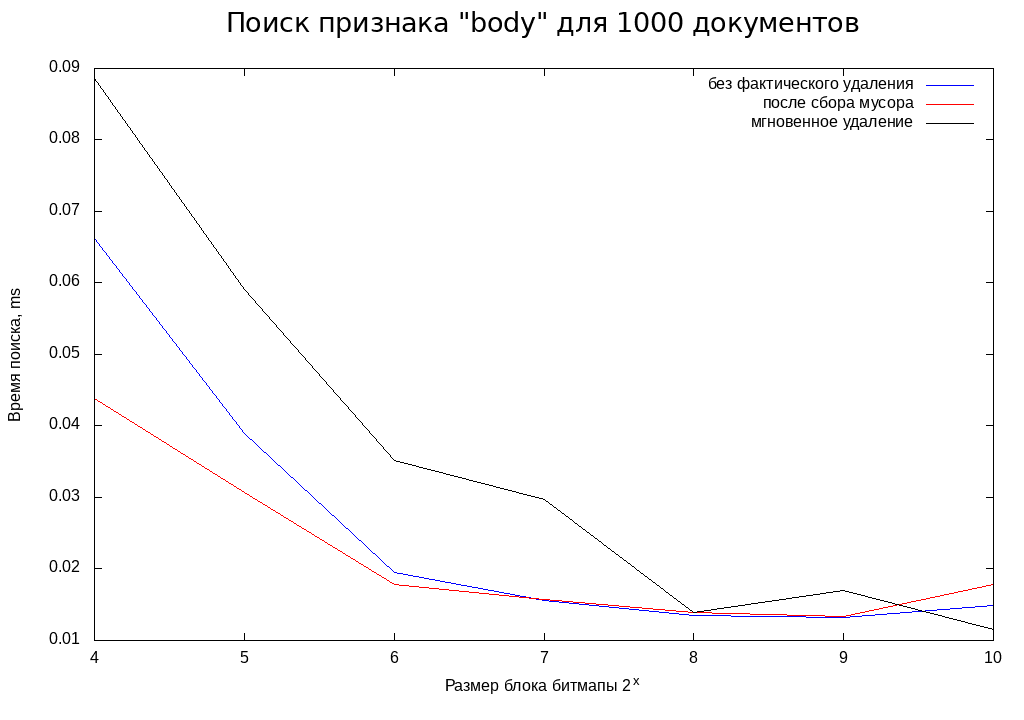 Поиск признака "body" для 1000 документов
без фактического удаления
после сбора мусора
мгновенное удаление
0.09
0.08
0.07
0.06
0.05
0.04
0.03
0.02
0.01
Время поиска, ms
4 5 6 7 8 9 10
Размер блока битмапы 2^x